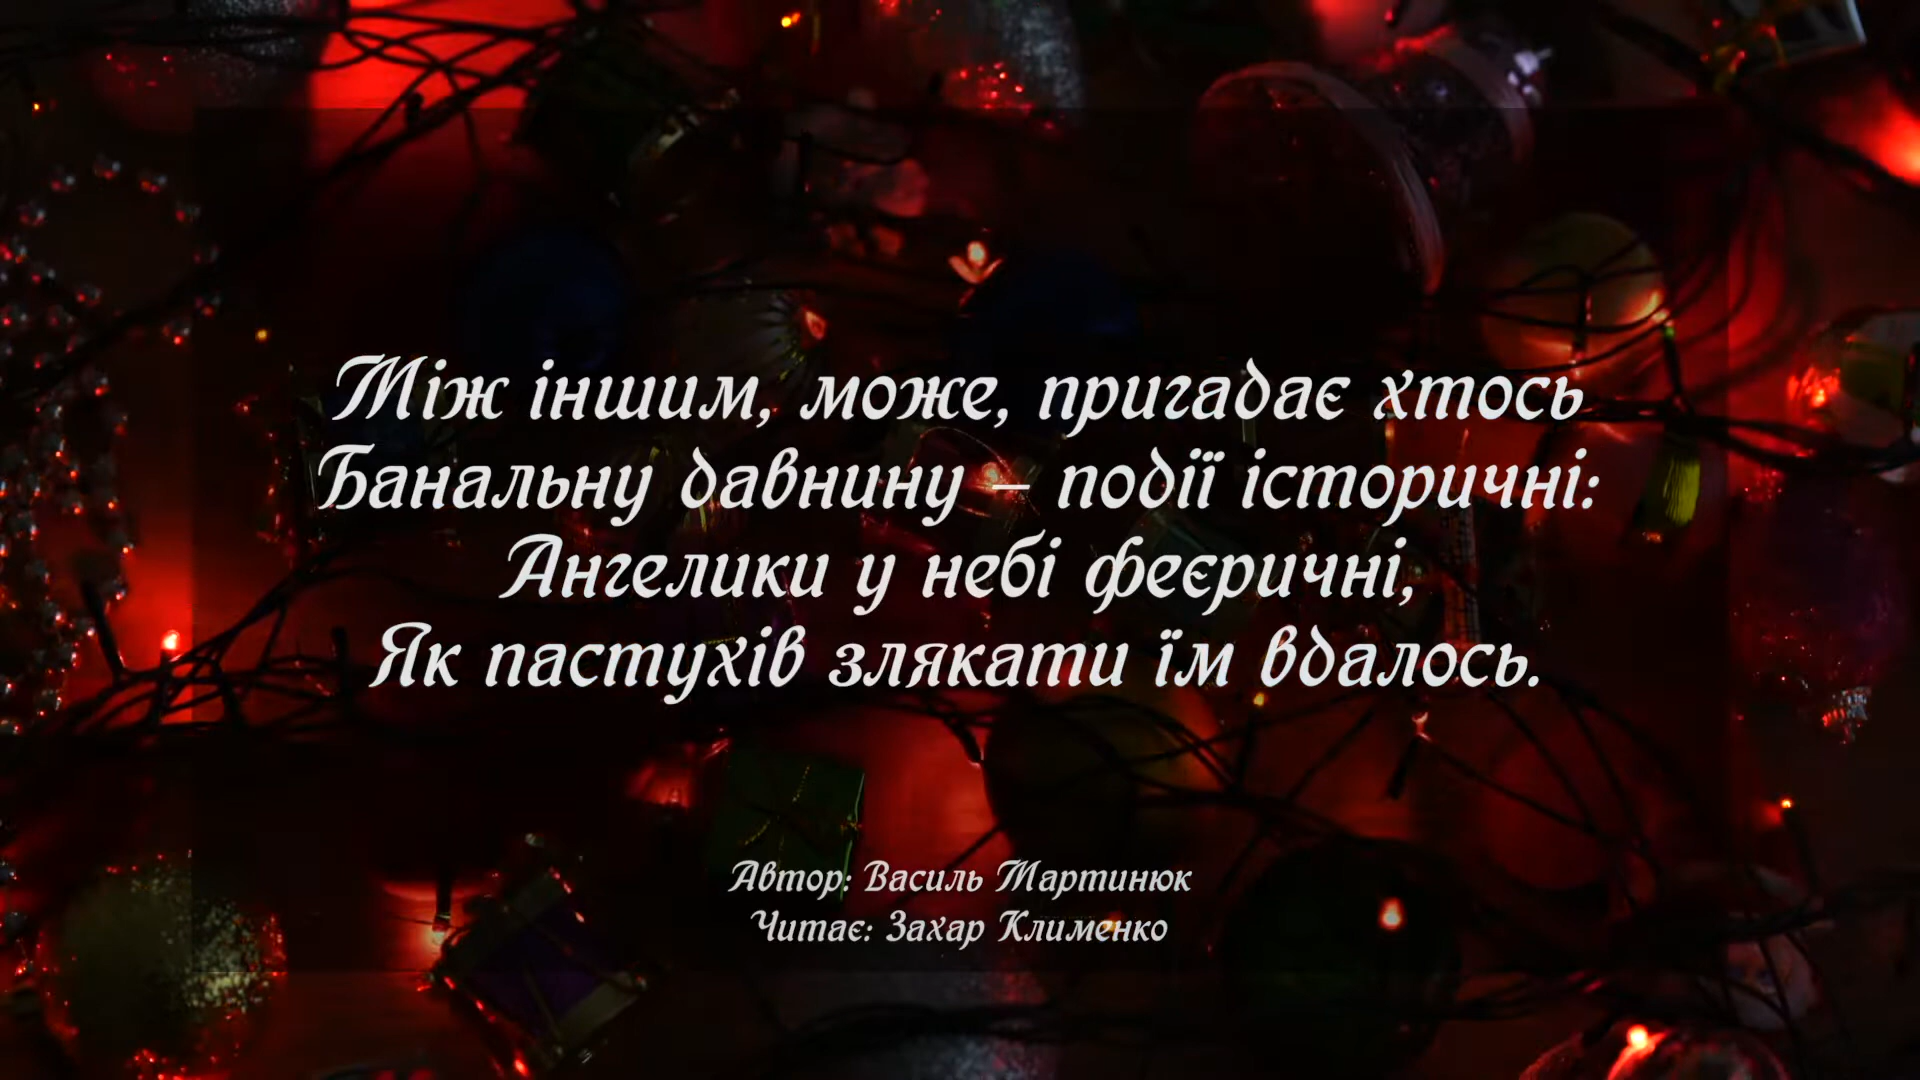 Між іншим, може, пригадає хтось
Банальну давнину – події історичні:
Ангелики у небі феєричні,
Як пастухів злякати їм вдалось.
Автор: Василь Мартинюк
Читає: Захар Клименко